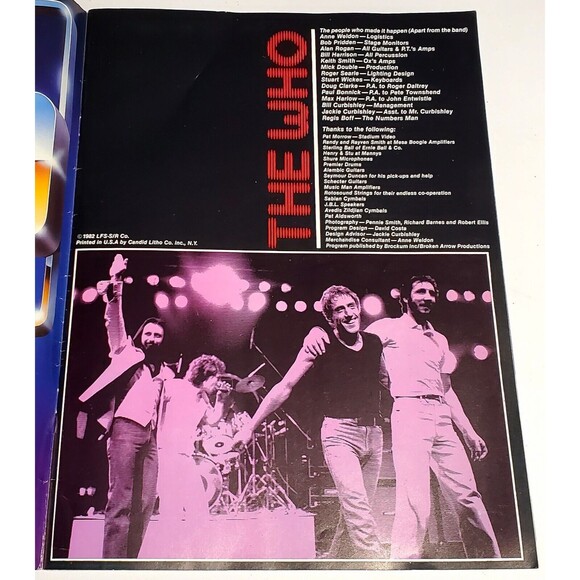 THE WHO
The people who made it happen (Apart from the band)
Anne Weldon — Logistics
Bob Pridden — Stage Monitors
Alan Rogan — All Guitars & P.T.'s Amps
Bill Harrison — All Percussion
Keith Smith — Ox's Amps
Mick Double — Production
Roger Searle — Lighting Design
Stuart Wickes — Keyboards
Doug Clarke — P.A. to Roger Daltrey
Paul Bonnick — P.A. to Pete Townshend
Max Harlow — P.A. to John Entwistle
Bill Curbishley — Management
Jackie Curbishley — Asst. to Mr. Curbishley
Regis Boff — The Numbers Man
Thanks to the following:
Pat Morrow — Stadium Video
Randy and Rayven Smith at Mesa Boogie Amplifiers
Sterling Ball of Ernie Ball & Co.
Henry & Stu at Mannys
Shure Microphones
Premier Drums
Alembic Guitars
Seymour Duncan for his pick-ups and help
Schecter Guitars
Music Man Amplifiers
Rotosound Strings for their endless co-operation
Sabian Cymbals
J.B.L. Speakers
Avedis Zildjian Cymbals
Pat Aldsworth
Photography — Pennie Smith, Richard Barnes and Robert Ellis
Program Design — David Costa
Design Advisor — Jackie Curbishley
Merchandise Consultant — Anne Weldon
Program published by Brockum Inc/Broken Arrow Productions
© 1982 LFS-S/R Co.
Printed in U.S.A by Candid Litho Co. Inc., N.Y.